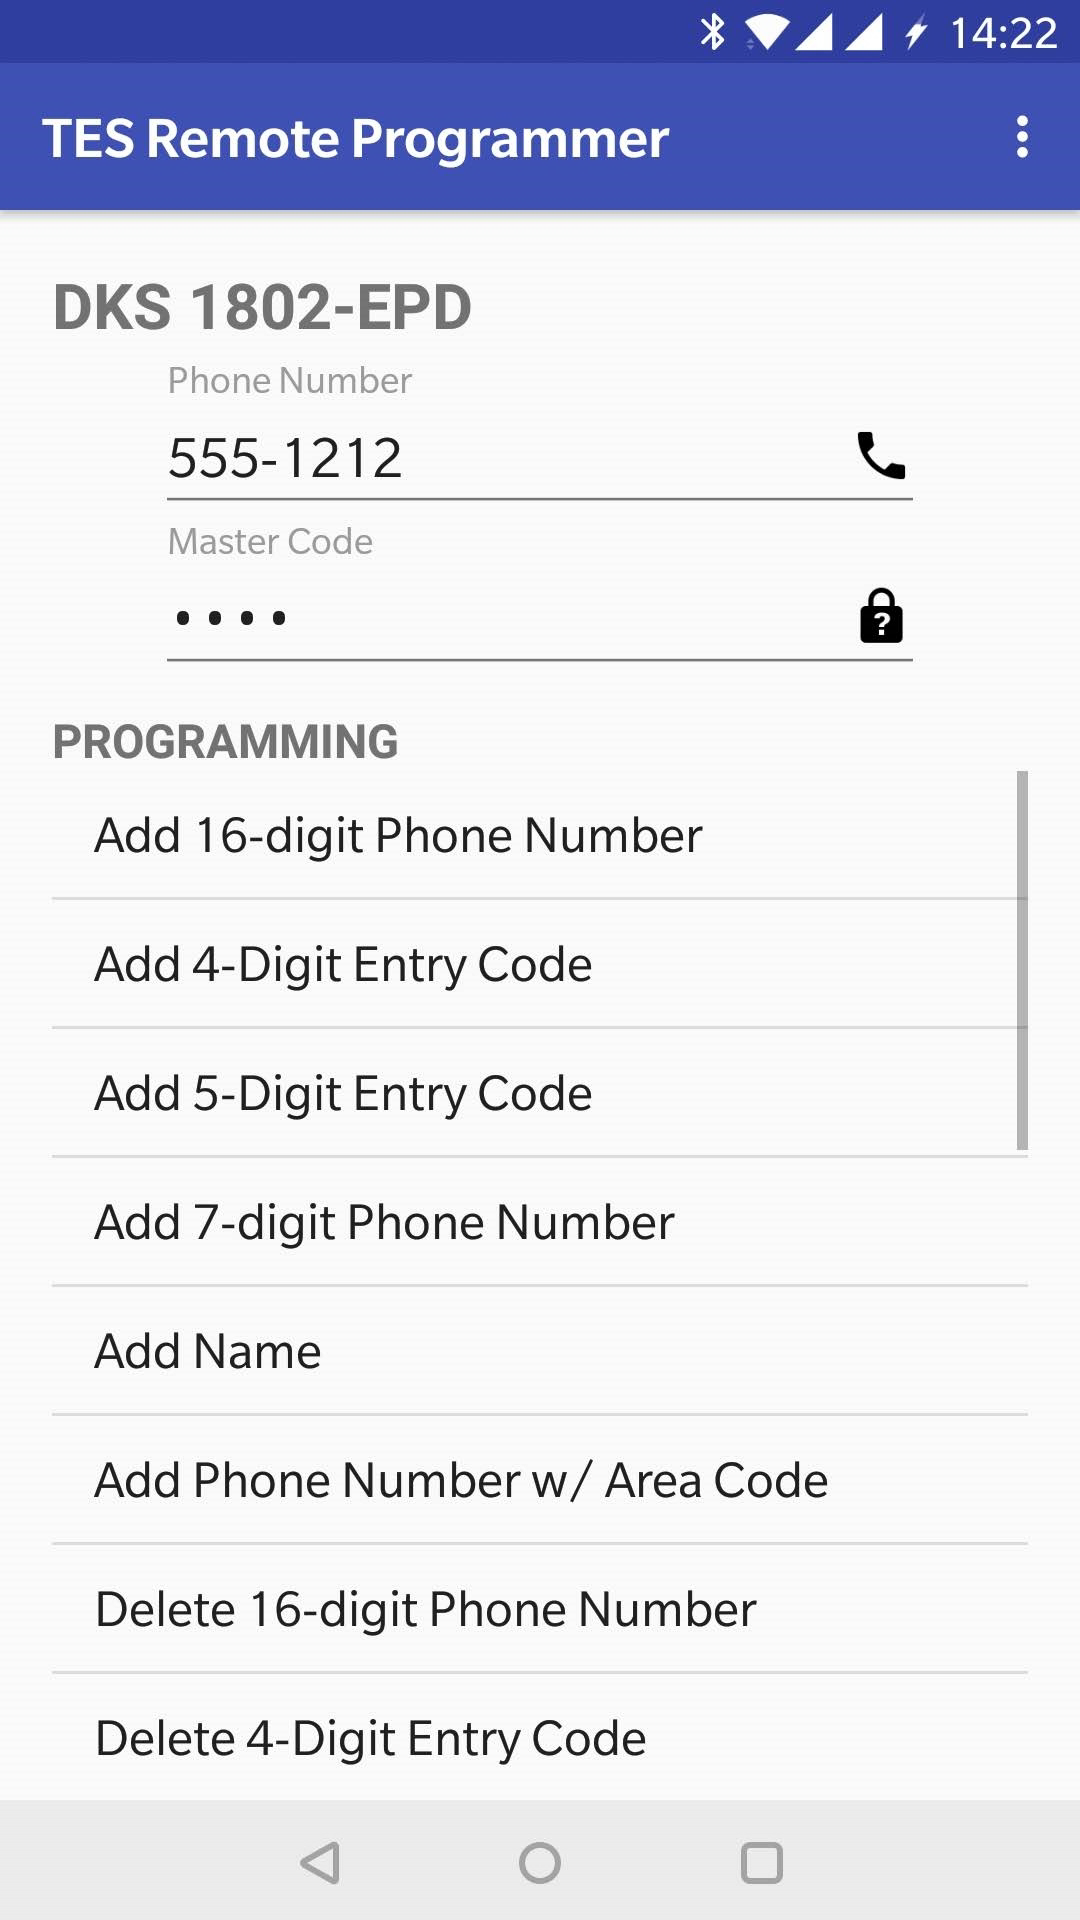 14:22
TES Remote Programmer
DKS 1802-EPD
Phone Number
555-1212
Master Code
••••
?
PROGRAMMING
Add 16-digit Phone Number
Add 4-Digit Entry Code
Add 5-Digit Entry Code
Add 7-digit Phone Number
Add Name
Add Phone Number w/ Area Code
Delete 16-digit Phone Number
Delete 4-Digit Entry Code